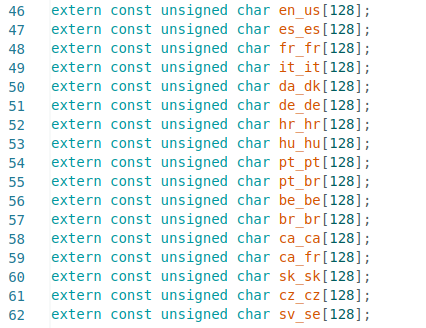 46 extern const unsigned char en_us[128];
47 extern const unsigned char es_es[128];
48 extern const unsigned char fr_fr[128];
49 extern const unsigned char it_it[128];
50 extern const unsigned char da_dk[128];
51 extern const unsigned char de_de[128];
52 extern const unsigned char hr_hr[128];
53 extern const unsigned char hu_hu[128];
54 extern const unsigned char pt_pt[128];
55 extern const unsigned char pt_br[128];
56 extern const unsigned char be_be[128];
57 extern const unsigned char br_br[128];
58 extern const unsigned char ca_ca[128];
59 extern const unsigned char ca_fr[128];
60 extern const unsigned char sk_sk[128];
61 extern const unsigned char cz_cz[128];
62 extern const unsigned char sv_se[128];